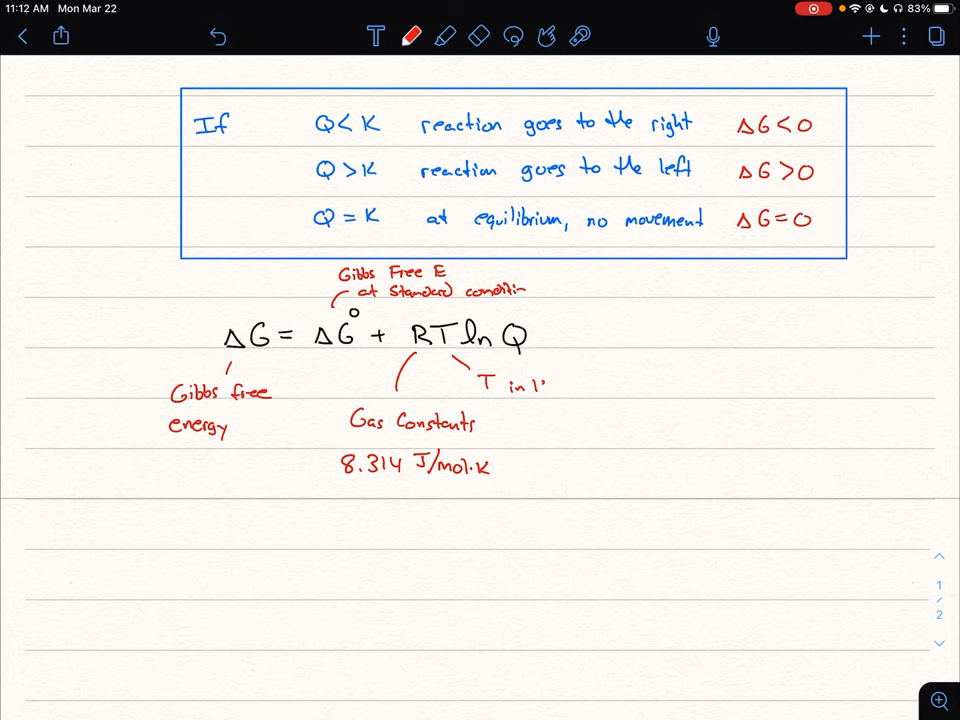 11:12 AM Mon Mar 22
83%
If Q < K reaction goes to the right ΔG < 0
Q > K reaction goes to the left ΔG > 0
Q = K at equilibrium, no movement ΔG = 0
Gibbs Free E
at Standard condition
ΔG = ΔG° + RT ln Q
T in
Gibbs free
energy
Gas Constants
8.314 J/mol·K
1
2